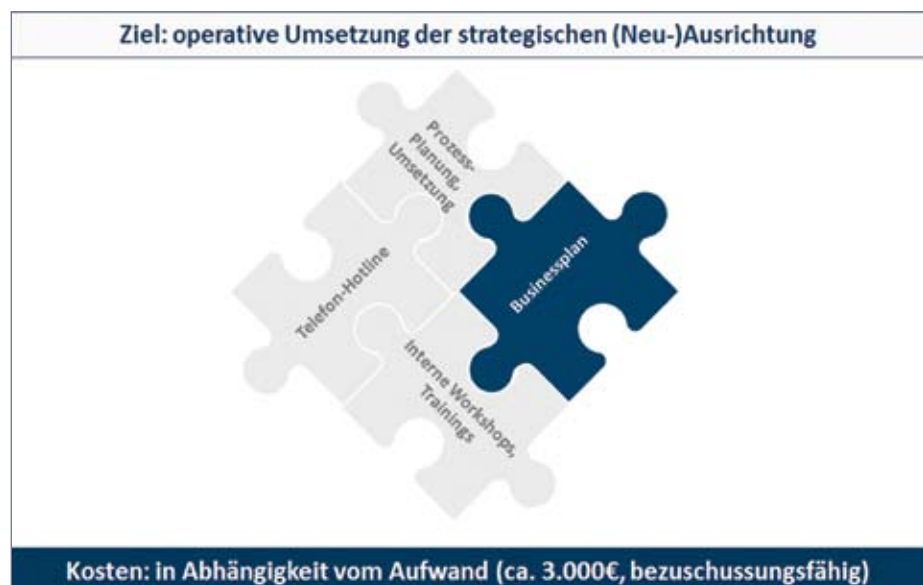 Ziel: operative Umsetzung der strategischen (Neu-)Ausrichtung
Prozess-
Planung,
Umsetzung
Businessplan
Telefon-Hotline
Interne Workshops,
Trainings
Kosten: in Abhängigkeit vom Aufwand (ca. 3.000€, bezuschussungsfähig)